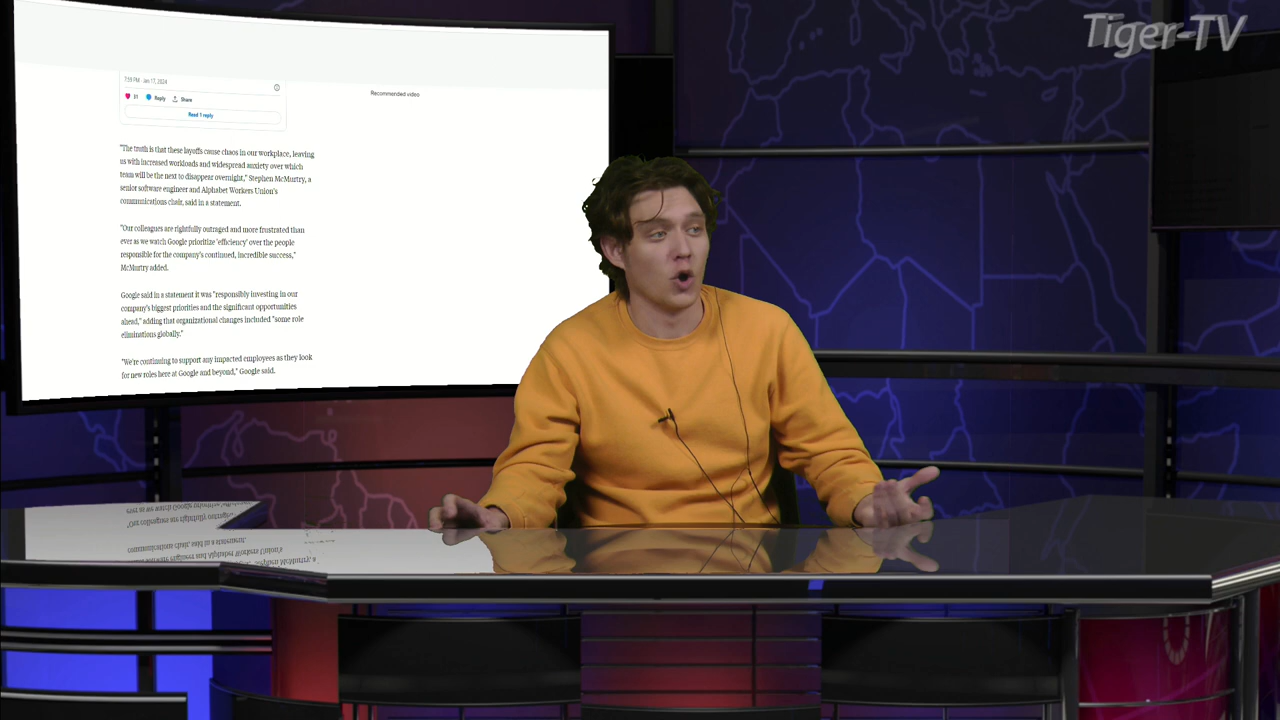 Tiger-TV
7:59 PM · Jan 17, 2024
31 Reply Share
Read 1 reply
Recommended video
"The truth is that these layoffs cause chaos in our workplace, leaving
us with increased workloads and widespread anxiety over which
team will be the next to disappear overnight," Stephen McMurtry, a
senior software engineer and Alphabet Workers Union's
communications chair, said in a statement.
"Our colleagues are rightfully outraged and more frustrated than
ever as we watch Google prioritize 'efficiency' over the people
responsible for the company's continued, incredible success,"
McMurtry added.
Google said in a statement it was "responsibly investing in our
company's biggest priorities and the significant opportunities
ahead," adding that organizational changes included "some role
eliminations globally."
"We're continuing to support any impacted employees as they look
for new roles here at Google and beyond," Google said.